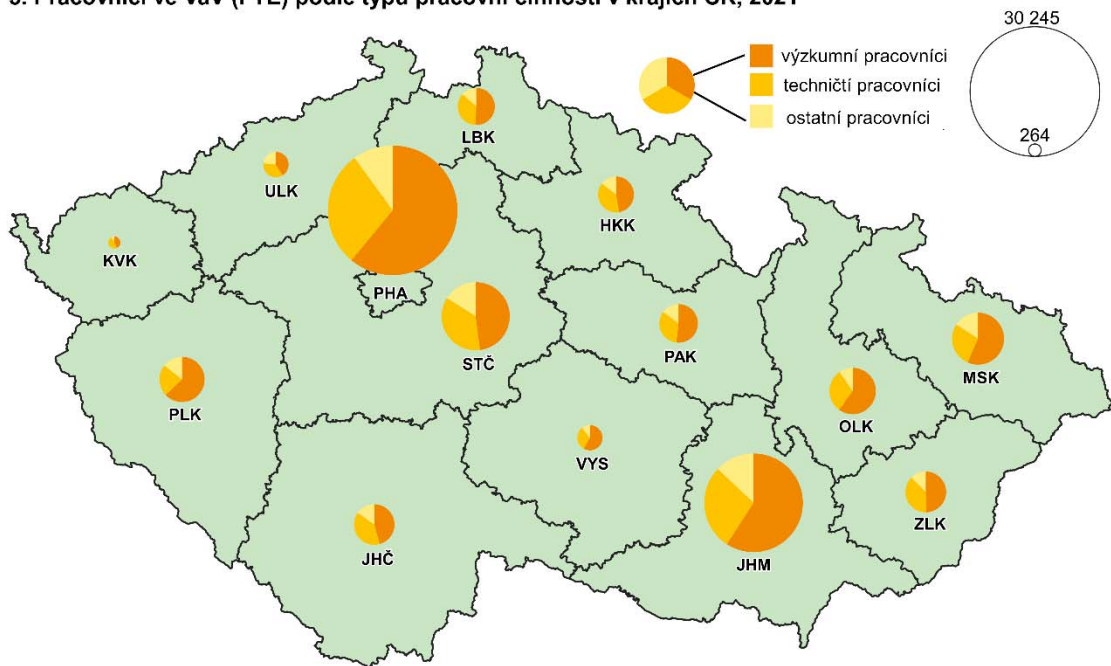 3. Pracovníci ve VaV (FTE) podle typu pracovní činnosti v krajích ČR, 2021
30 245
výzkumní pracovníci
techničtí pracovníci
ostatní pracovníci
264
LBK
ULK
HKK
KVK
PHA
STČ
PAK
MSK
PLK
OLK
VYS
ZLK
JHČ
JHM